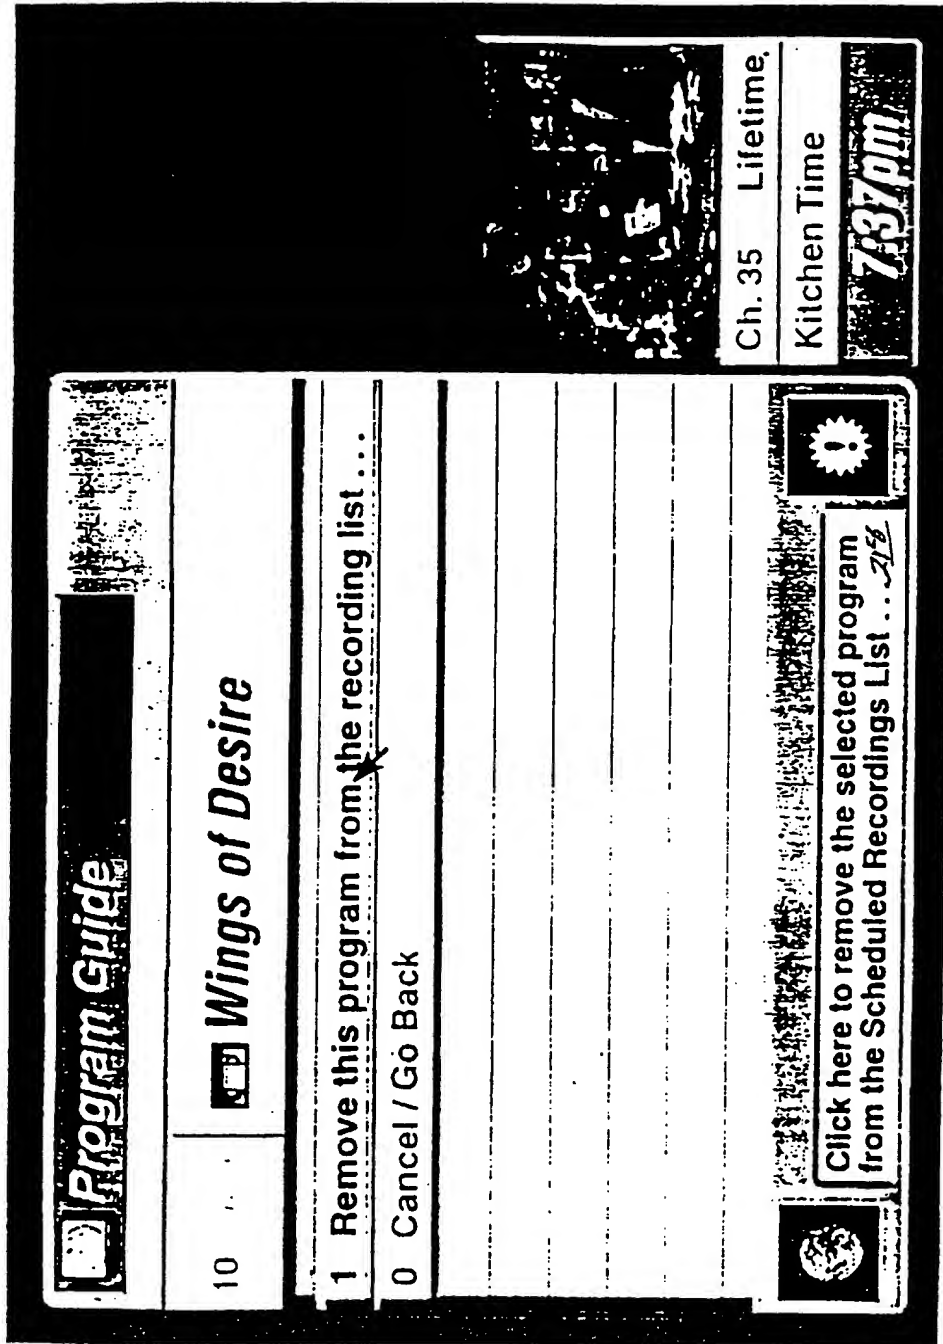 Program Guide
10
Wings of Desire
1 Remove this program from the recording list ...
0 Cancel / Go Back
Click here to remove the selected program
from the Scheduled Recordings List ... 218
!
Ch. 35 Lifetime
Kitchen Time
7:37pm